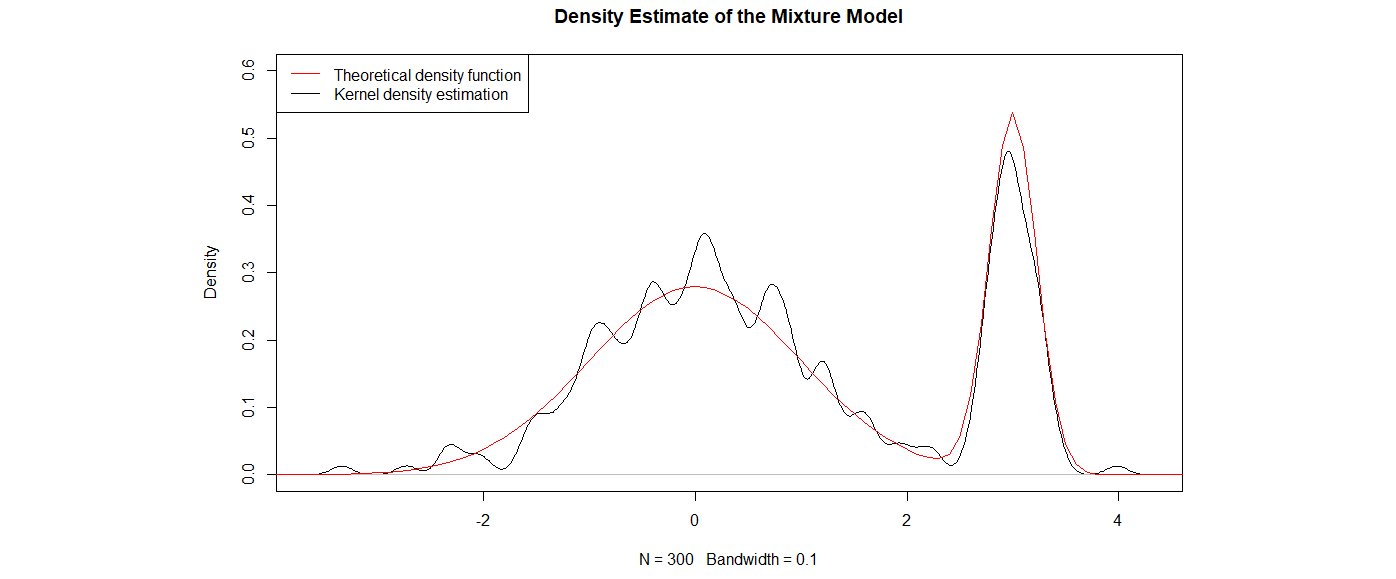 Density Estimate of the Mixture Model
Theoretical density function
Kernel density estimation
0.6
0.5
0.4
0.3
0.2
0.1
0.0
Density
-2 0 2 4
N = 300 Bandwidth = 0.1